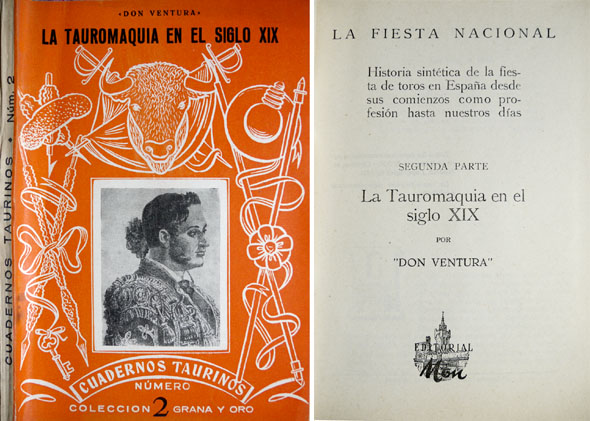 CUADERNOS TAURINOS • Núm. 2
«DON VENTURA»
LA TAUROMAQUIA EN EL SIGLO XIX
CUADERNOS TAURINOS
NÚMERO
COLECCION 2 GRANA Y ORO
LA FIESTA NACIONAL
Historia sintética de la fies-
ta de toros en España desde
sus comienzos como pro-
fesión hasta nuestros días
SEGUNDA PARTE
La Tauromaquia en el
siglo XIX
POR
"DON VENTURA"
EDITORIAL
Mon